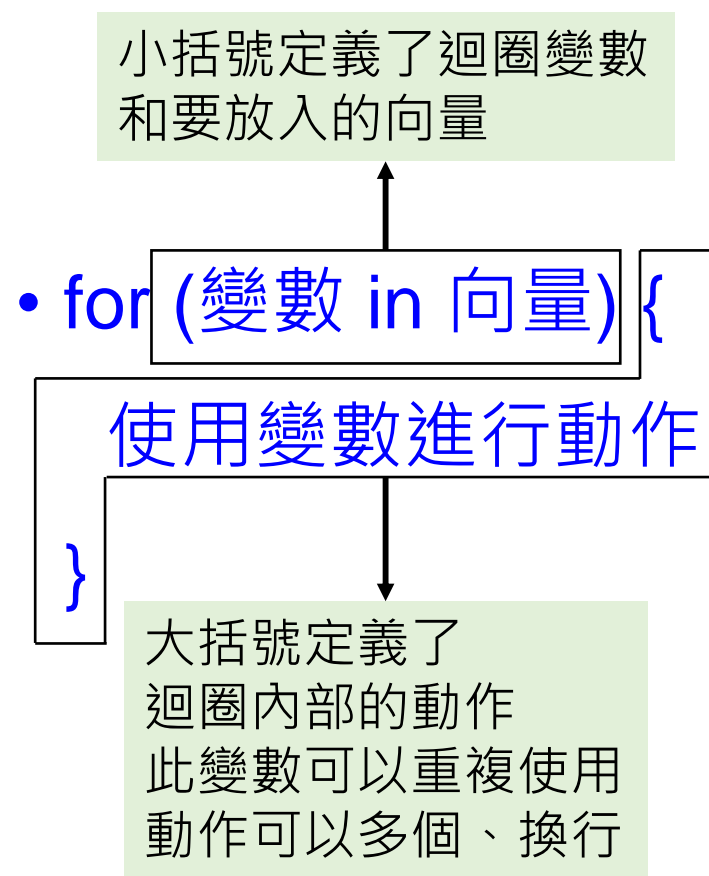 小括號定義了迴圈變數
和要放入的向量
• for (變數 in 向量) {
使用變數進行動作
}
大括號定義了
迴圈內部的動作
此變數可以重複使用
動作可以多個、換行